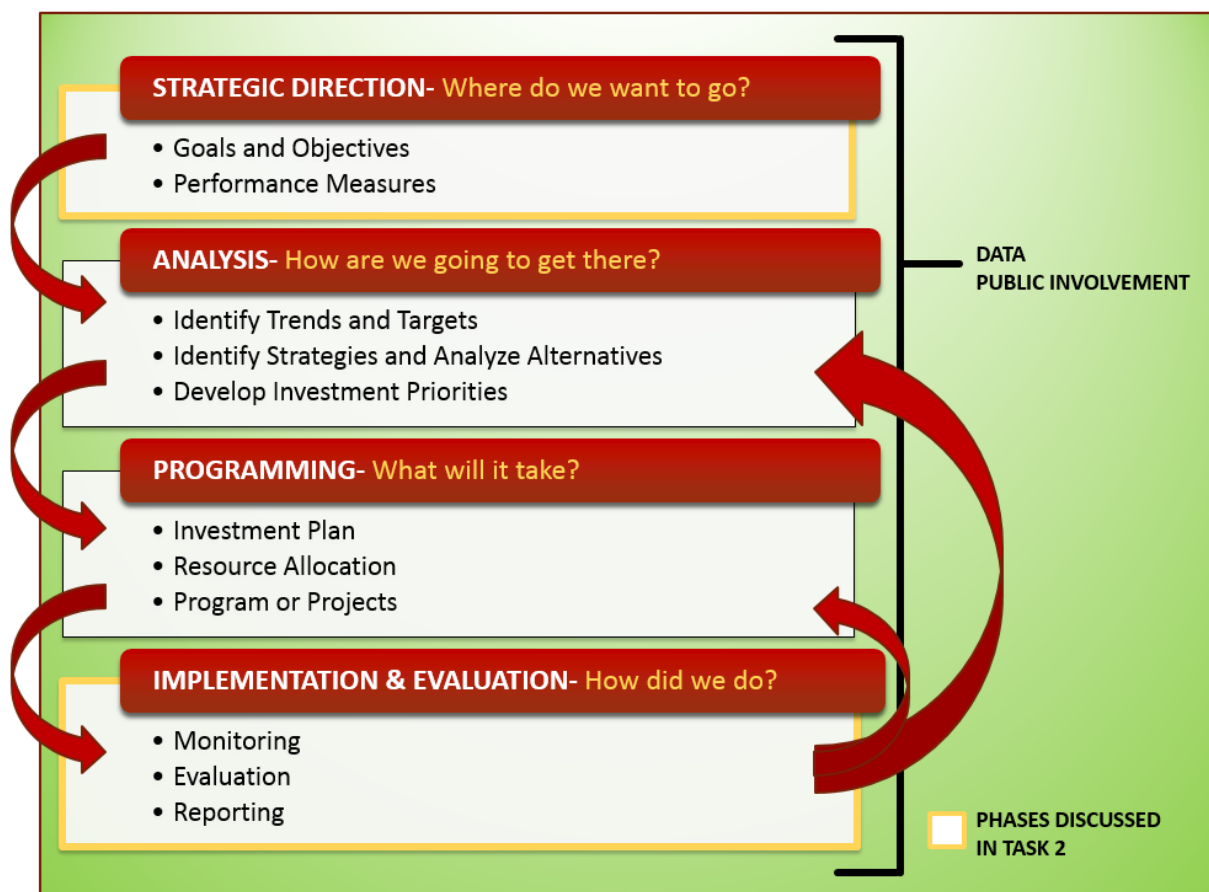 STRATEGIC DIRECTION- Where do we want to go?
• Goals and Objectives
• Performance Measures
ANALYSIS- How are we going to get there?
• Identify Trends and Targets
• Identify Strategies and Analyze Alternatives
• Develop Investment Priorities
PROGRAMMING- What will it take?
• Investment Plan
• Resource Allocation
• Program or Projects
IMPLEMENTATION & EVALUATION- How did we do?
• Monitoring
• Evaluation
• Reporting
DATA
PUBLIC INVOLVEMENT
PHASES DISCUSSED
IN TASK 2